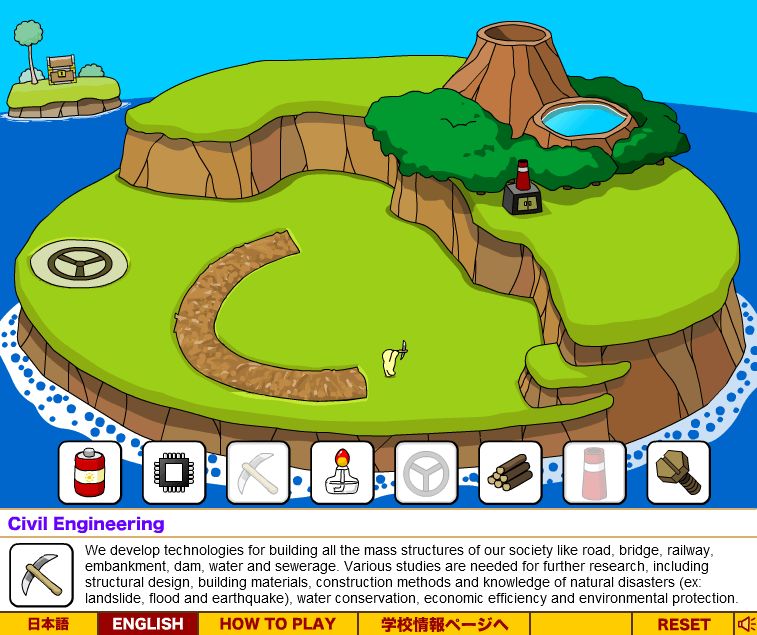 Civil Engineering
We develop technologies for building all the mass structures of our society like road, bridge, railway,
embankment, dam, water and sewerage. Various studies are needed for further research, including
structural design, building materials, construction methods and knowledge of natural disasters (ex:
landslide, flood and earthquake), water conservation, economic efficiency and environmental protection.
日本語 ENGLISH HOW TO PLAY 学校情報ページへ RESET